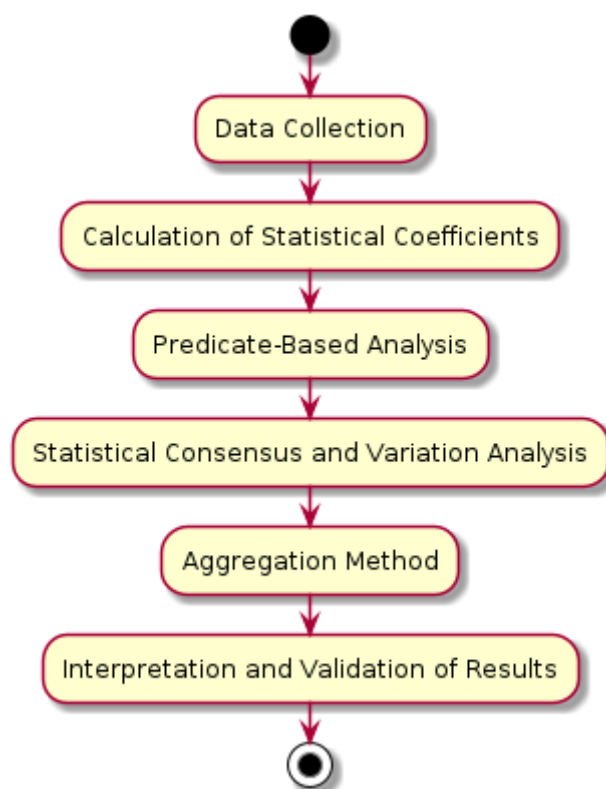 Data Collection
Calculation of Statistical Coefficients
Predicate-Based Analysis
Statistical Consensus and Variation Analysis
Aggregation Method
Interpretation and Validation of Results